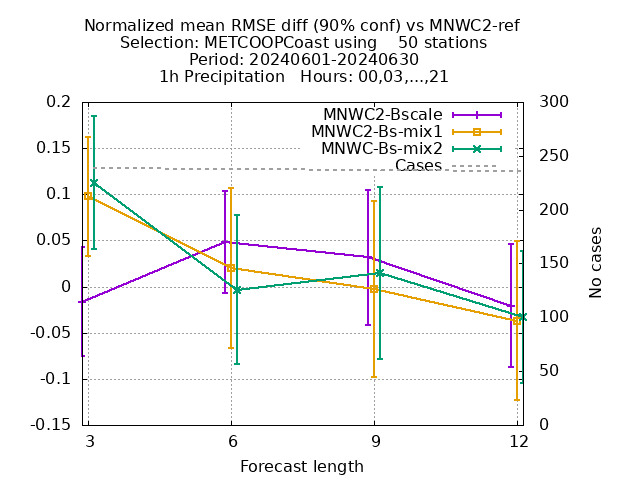 Normalized mean RMSE diff (90% conf) vs MNWC2-ref
Selection: METCOOPCoast using    50 stations
Period: 20240601-20240630
1h Precipitation   Hours: 00,03,...,21
MNWC2-Bscale
MNWC2-Bs-mix1
MNWC-Bs-mix2
Cases
0.2
0.15
0.1
0.05
0
-0.05
-0.1
-0.15
300
250
200
150
100
50
0
No cases
3
6
9
12
Forecast length